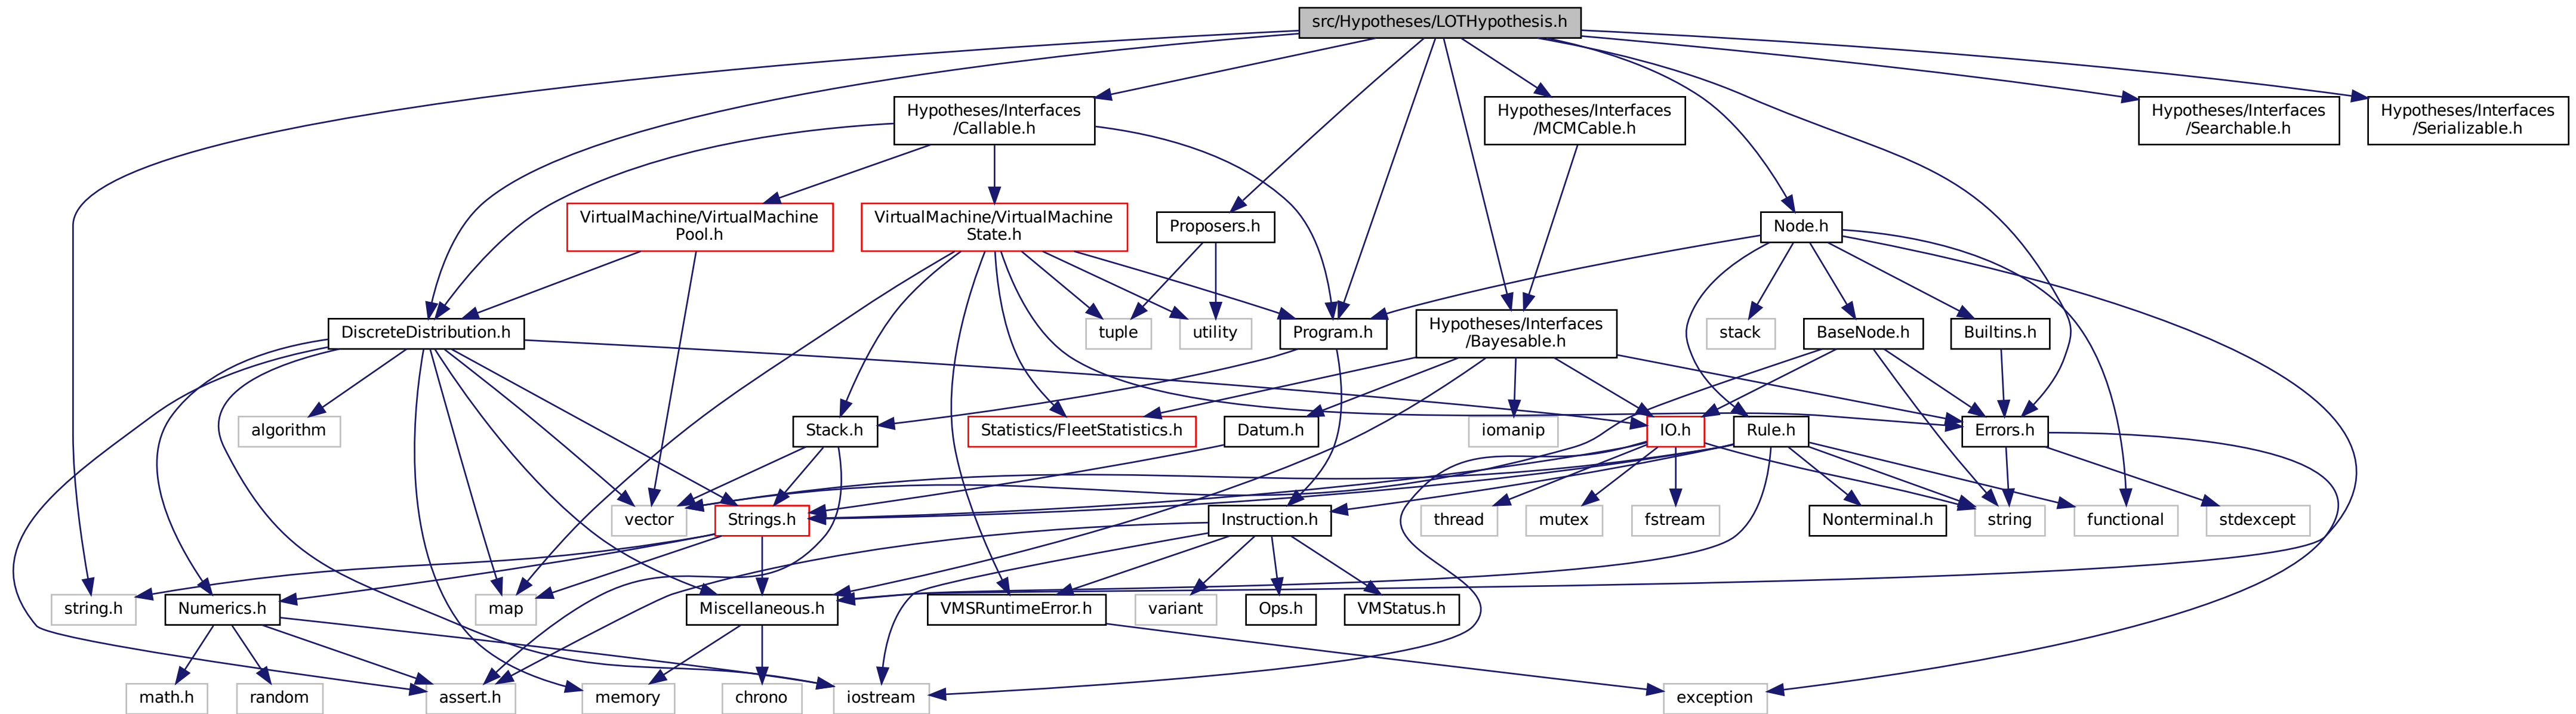 src/Hypotheses/LOTHypothesis.h
Hypotheses/Interfaces
/Callable.h
Hypotheses/Interfaces
/MCMCable.h
Hypotheses/Interfaces
/Searchable.h
Hypotheses/Interfaces
/Serializable.h
VirtualMachine/VirtualMachine
Pool.h
VirtualMachine/VirtualMachine
State.h
Proposers.h
Node.h
DiscreteDistribution.h
tuple
utility
Program.h
Hypotheses/Interfaces
/Bayesable.h
stack
BaseNode.h
Builtins.h
algorithm
Stack.h
Statistics/FleetStatistics.h
Datum.h
iomanip
IO.h
Rule.h
Errors.h
vector
Strings.h
Instruction.h
thread
mutex
fstream
Nonterminal.h
string
functional
stdexcept
string.h
Numerics.h
map
Miscellaneous.h
VMSRuntimeError.h
variant
Ops.h
VMStatus.h
math.h
random
assert.h
memory
chrono
iostream
exception